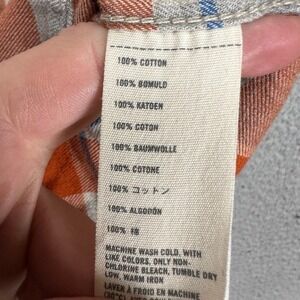 100% COTTON
100% BOMULD
100% KATOEN
100% COTON
100% BAUMWOLLE
100% COTONE
100% コットン
100% ALGODÓN
100% 棉
MACHINE WASH COLD, WITH
LIKE COLORS, ONLY NON-
CHLORINE BLEACH, TUMBLE DRY
LOW, WARM IRON
LAVER À FROID EN MACHINE